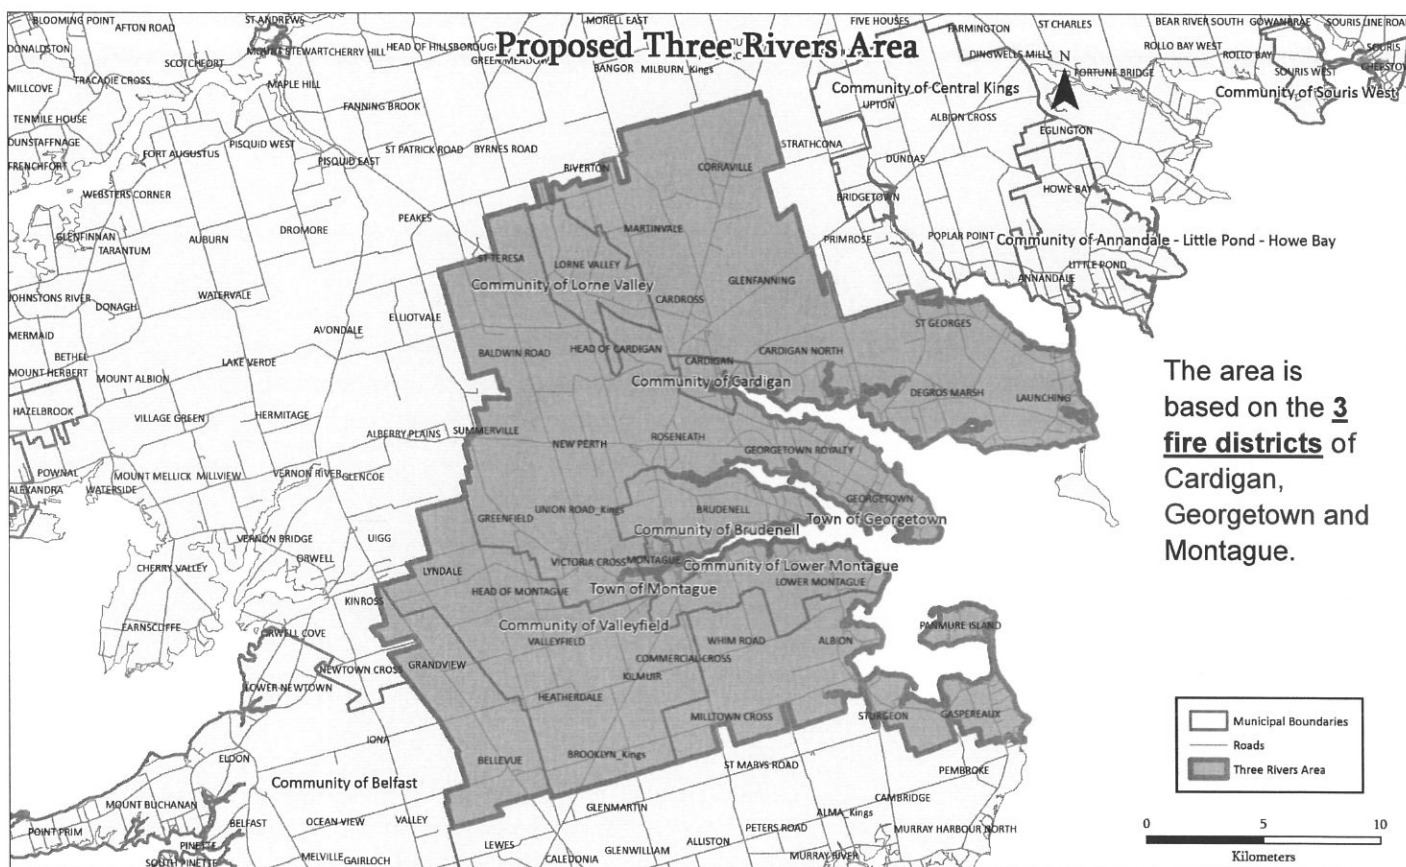 BLOOMING POINT
AFTON ROAD
ST ANDREWS
MORELL EAST
FIVE HOUSES
FARMINGTON
ST CHARLES
BEAR RIVER SOUTH
GOWANBRAE
SOURIS LINE ROAD
DONALDSTON
MOUNT STEWART
CHERRY HILL
HEAD OF HILLSBOROUGH
GREEN MEADOW
Proposed Three Rivers Area
DINGWELLS MILLS
N
ROLLO BAY WEST
ROLLO BAY
SOURIS
SCOTCHFORT
BANGOR
MILBURN_Kings
FORTUNE BRIDGE
SOURIS WEST
CHEPSTOW
TRACADIE CROSS
MILLCOVE
MAPLE HILL
Community of Central Kings
Community of Souris West
FANNING BROOK
UPTON
ALBION CROSS
TENMILE HOUSE
EGLINGTON
DUNSTAFFNAGE
PISQUID WEST
ST PATRICK ROAD
BYRNES ROAD
STRATHCONA
FORT AUGUSTUS
PISQUID EAST
DUNDAS
FRENCHFORT
RIVERTON
CORRAVILLE
WEBSTERS CORNER
HOWE BAY
BRIDGETOWN
PEAKES
DROMORE
MARTINVALE
GLENFINNAN
AUBURN
PRIMROSE
POPLAR POINT
Community of Annandale - Little Pond - Howe Bay
TARANTUM
ST TERESA
LORNE VALLEY
LITTLE POND
Community of Lorne Valley
GLENFANNING
ANNANDALE
JOHNSTONS RIVER
DONAGH
WATERVALE
CARDROSS
ELLIOTVALE
ST GEORGES
MERMAID
AVONDALE
BETHEL
BALDWIN ROAD
HEAD OF CARDIGAN
CARDIGAN
CARDIGAN NORTH
LAKE VERDE
MOUNT HERBERT
MOUNT ALBION
Community of Cardigan
DEGROS MARSH
LAUNCHING
The area is
based on the 3
fire districts of
Cardigan,
Georgetown and
Montague.
HAZELBROOK
VILLAGE GREEN
HERMITAGE
ALBERRY PLAINS
SUMMERVILLE
NEW PERTH
ROSENEATH
GEORGETOWN ROYALTY
POWNAL
MOUNT MELLICK
MILLVIEW
VERNON RIVER
GLENCOE
ALEXANDRA
WATERSIDE
GEORGETOWN
UNION ROAD_Kings
BRUDENELL
GREENFIELD
Community of Brudenell
Town of Georgetown
VERNON BRIDGE
UIGG
ORWELL
CHERRY VALLEY
VICTORIA CROSS
MONTAGUE
Community of Lower Montague
LYNDALE
HEAD OF MONTAGUE
Town of Montague
LOWER MONTAGUE
KINROSS
EARNSCLIFFE
ORWELL COVE
Community of Valleyfield
VALLEYFIELD
WHIM ROAD
ALBION
PANMURE ISLAND
NEWTOWN CROSS
GRANDVIEW
COMMERCIAL CROSS
KILMUIR
LOWER NEWTOWN
HEATHERDALE
MILLTOWN CROSS
STURGEON
GASPEREAUX
IONA
ELDON
BELLEVUE
BROOKLYN_Kings
ST MARYS ROAD
PEMBROKE
Community of Belfast
Municipal Boundaries
Roads
Three Rivers Area
MOUNT BUCHANAN
GLENMARTIN
CAMBRIDGE
ALMA_Kings
POINT PRIM
BELFAST
OCEAN VIEW
VALLEY
PETERS ROAD
MURRAY HARBOUR NORTH
PINETTE
LEWES
GLENWILLIAM
ALLISTON
MURRAY RIVER
SOUTH PINETTE
MELVILLE
GAIRLOCH
CALEDONIA
0 5 10
Kilometers